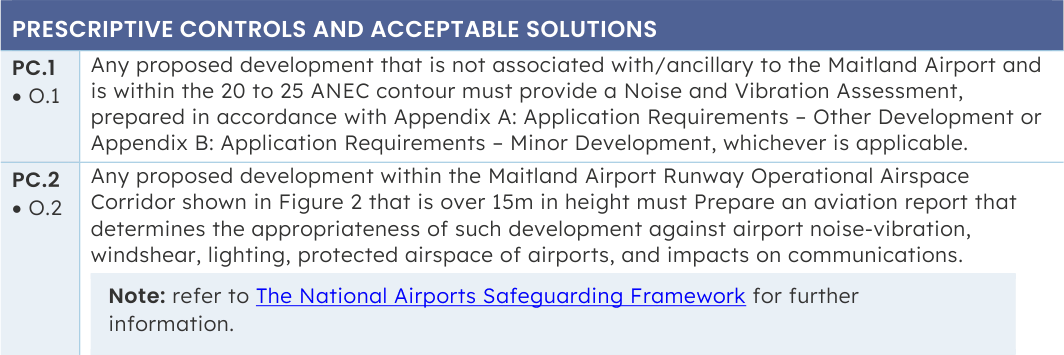 PRESCRIPTIVE CONTROLS AND ACCEPTABLE SOLUTIONS
PC.1
• O.1
Any proposed development that is not associated with/ancillary to the Maitland Airport and
is within the 20 to 25 ANEC contour must provide a Noise and Vibration Assessment,
prepared in accordance with Appendix A: Application Requirements – Other Development or
Appendix B: Application Requirements – Minor Development, whichever is applicable.
PC.2
• O.2
Any proposed development within the Maitland Airport Runway Operational Airspace
Corridor shown in Figure 2 that is over 15m in height must Prepare an aviation report that
determines the appropriateness of such development against airport noise-vibration,
windshear, lighting, protected airspace of airports, and impacts on communications.
Note: refer to The National Airports Safeguarding Framework for further
information.